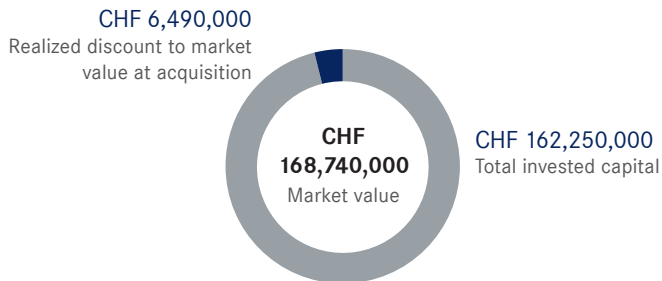 CHF 6,490,000
Realized discount to market
value at acquisition
CHF
168,740,000
Market value
CHF 162,250,000
Total invested capital